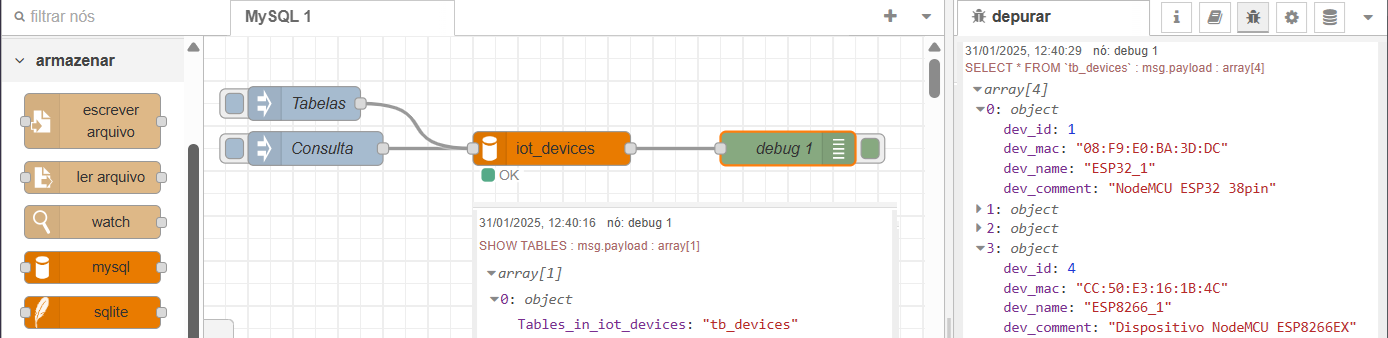 filtrar nós
armazenar
escrever
arquivo
ler arquivo
watch
mysql
sqlite
MySQL 1
Tabelas
Consulta
iot_devices
OK
debug 1
31/01/2025, 12:40:16 nó: debug 1
SHOW TABLES : msg.payload : array[1]
array[1]
0: object
Tables_in_iot_devices: "tb_devices"
depurar
31/01/2025, 12:40:29 nó: debug 1
SELECT * FROM `tb_devices` : msg.payload : array[4]
array[4]
0: object
dev_id: 1
dev_mac: "08:F9:E0:BA:3D:DC"
dev_name: "ESP32_1"
dev_comment: "NodeMCU ESP32 38pin"
1: object
2: object
3: object
dev_id: 4
dev_mac: "CC:50:E3:16:1B:4C"
dev_name: "ESP8266_1"
dev_comment: "Dispositivo NodeMCU ESP8266EX"